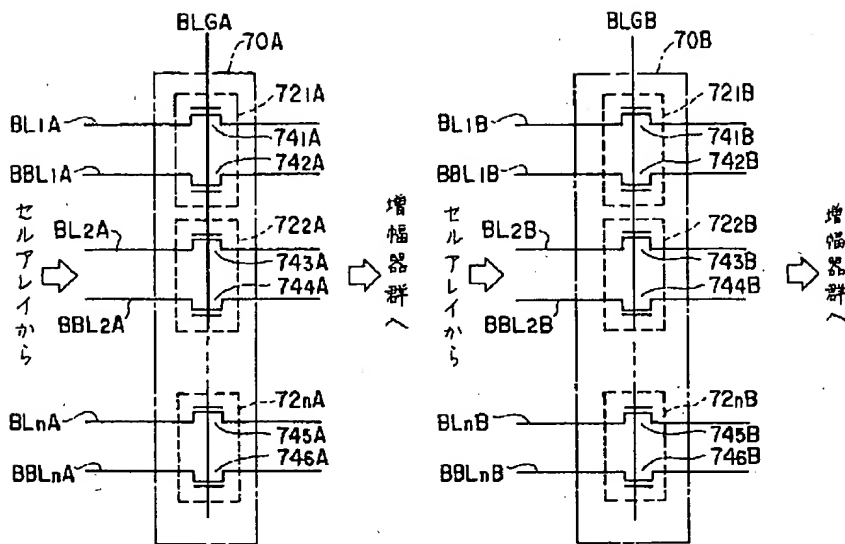 BLGA
70A
721A
BL1A
741A
742A
BBL1A
セルアレイから
BL2A
722A
743A
744A
BBL2A
増幅器群へ
72nA
BLnA
745A
746A
BBLnA
BLGB
70B
721B
BL1B
741B
742B
BBL1B
セルアレイから
BL2B
722B
743B
744B
BBL2B
増幅器群へ
72nB
BLnB
745B
746B
BBLnB